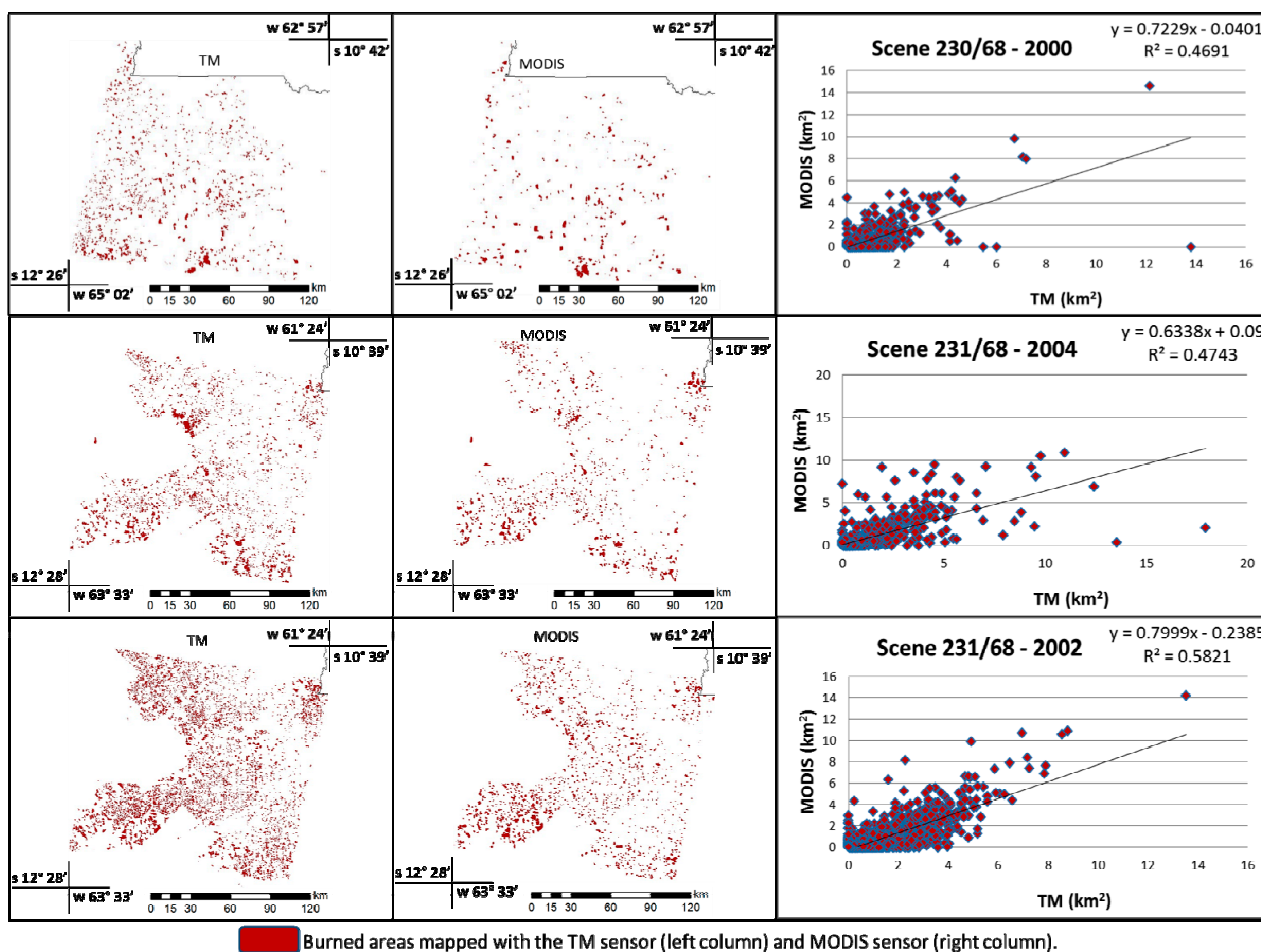 w 62° 57'
s 10° 42'
TM
s 12° 26'
w 65° 02'
km
0 15 30 60 90 120
w 62° 57'
s 10° 42'
MODIS
s 12° 26'
w 65° 02'
km
0 15 30 60 90 120
y = 0.7229x - 0.0401
R² = 0.4691
Scene 230/68 - 2000
MODIS (km²)
16
14
12
10
8
6
4
2
0
0 2 4 6 8 10 12 14 16
TM (km²)
w 61° 24'
s 10° 39'
TM
s 12° 28'
w 63° 33'
km
0 15 30 60 90 120
w 61° 24'
s 10° 39'
MODIS
s 12° 28'
w 63° 33'
km
0 15 30 60 90 120
y = 0.6338x + 0.09
R² = 0.4743
Scene 231/68 - 2004
MODIS (km²)
20
15
10
5
0
0 5 10 15 20
TM (km²)
w 61° 24'
s 10° 39'
TM
s 12° 28'
w 63° 33'
km
0 15 30 60 90 120
w 61° 24'
s 10° 39'
MODIS
s 12° 28'
w 63° 33'
km
0 15 30 60 90 120
y = 0.7999x - 0.2385
R² = 0.5821
Scene 231/68 - 2002
MODIS (km²)
16
14
12
10
8
6
4
2
0
0 2 4 6 8 10 12 14 16
TM (km²)
Burned areas mapped with the TM sensor (left column) and MODIS sensor (right column).